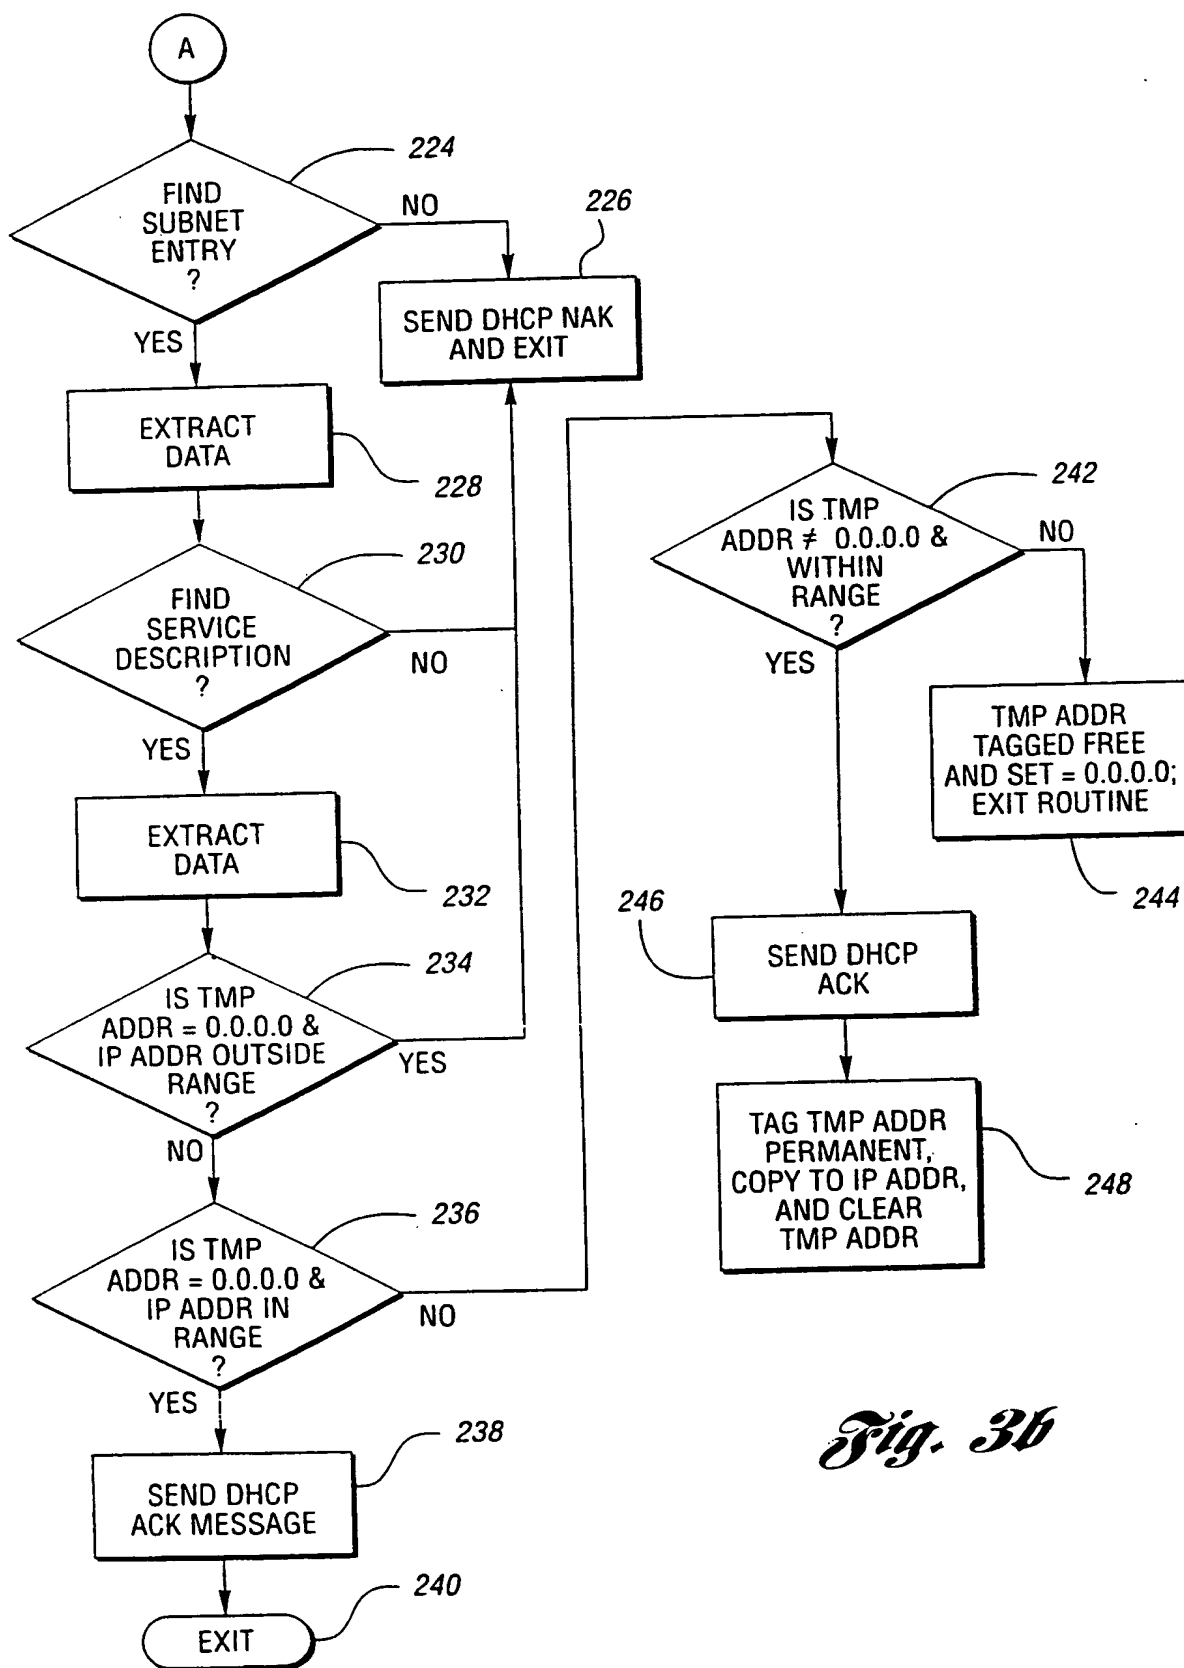 A
224
FIND
SUBNET
ENTRY
?
NO
YES
226
SEND DHCP NAK
AND EXIT
EXTRACT
DATA
228
230
FIND
SERVICE
DESCRIPTION
?
NO
YES
EXTRACT
DATA
232
234
IS TMP
ADDR = 0.0.0.0 &
IP ADDR OUTSIDE
RANGE
?
YES
NO
236
IS TMP
ADDR = 0.0.0.0 &
IP ADDR IN
RANGE
?
NO
YES
238
SEND DHCP
ACK MESSAGE
240
EXIT
242
IS TMP
ADDR ≠ 0.0.0.0 &
WITHIN
RANGE
?
NO
YES
TMP ADDR
TAGGED FREE
AND SET = 0.0.0.0;
EXIT ROUTINE
244
246
SEND DHCP
ACK
TAG TMP ADDR
PERMANENT,
COPY TO IP ADDR,
AND CLEAR
TMP ADDR
248
Fig. 3b